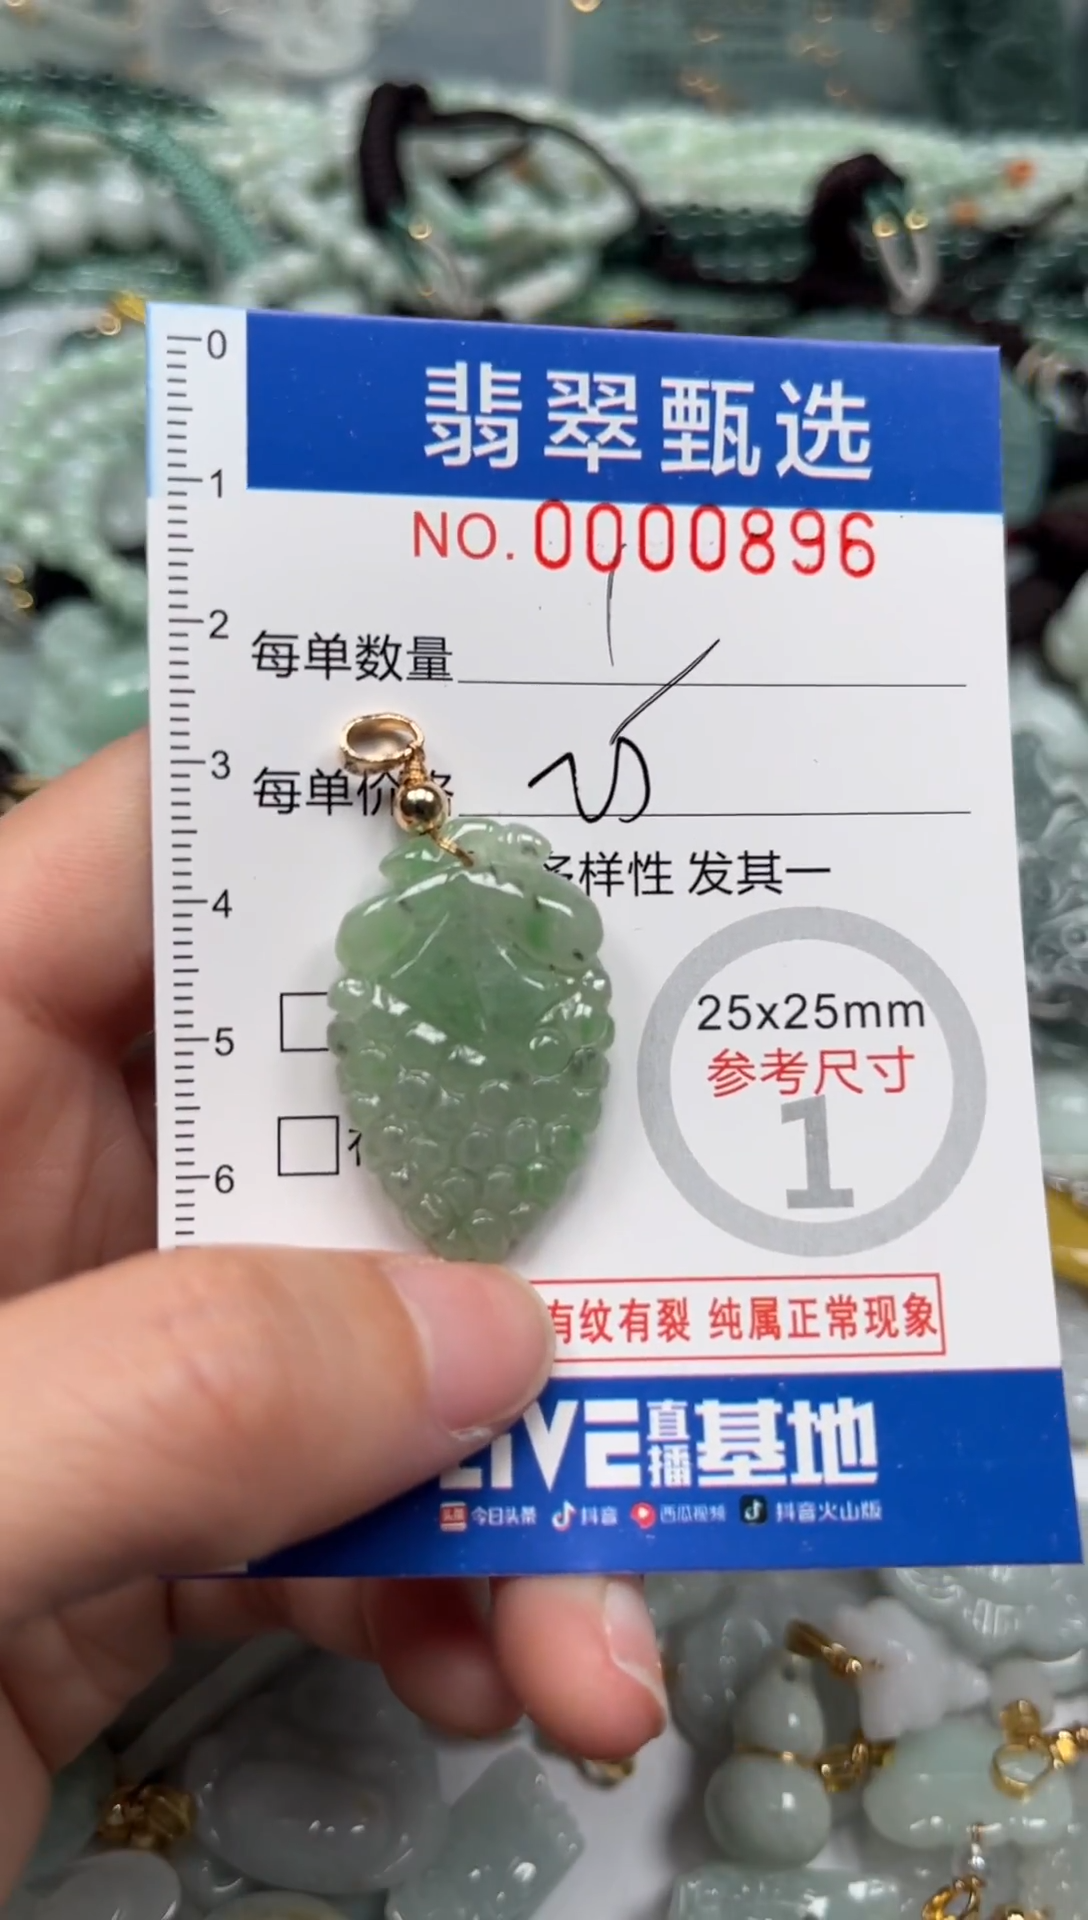 0
1
2
3
4
5
6
翡翠甄选
NO. 0000896
每单数量
每单价
多样性 发其一
25x25mm
参考尺寸
1
有纹有裂 纯属正常现象
LIVE直播基地
头条 今日头条 抖音 西瓜视频 抖音火山版